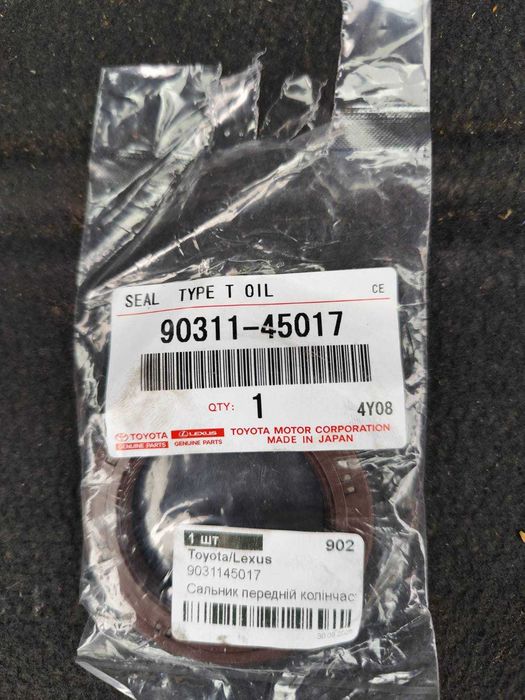 SEAL TYPE T OIL CE
90311-45017
QTY: 1 4Y08
TOYOTA LEXUS TOYOTA MOTOR CORPORATION
GENUINE PARTS GENUINE PARTS MADE IN JAPAN
1 шт 902
Toyota/Lexus
9031145017
Сальник передній колінчас